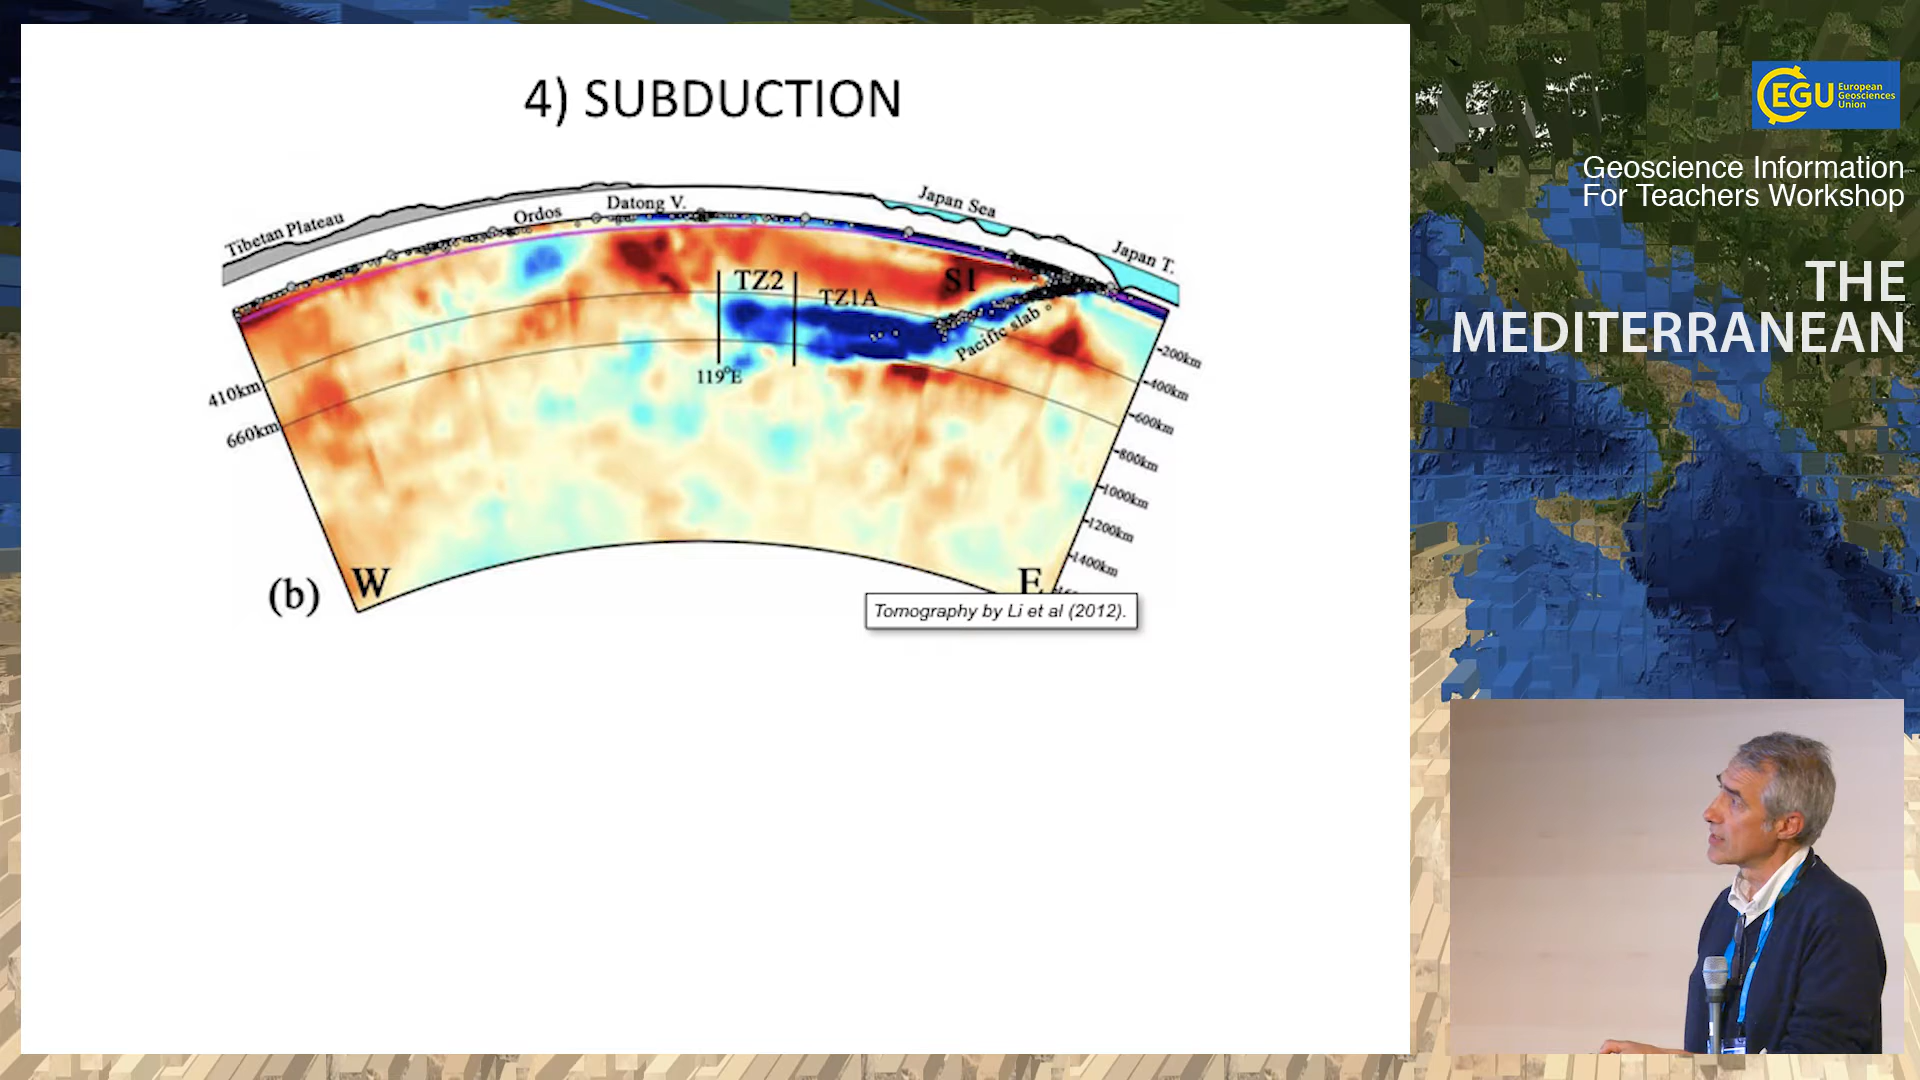 4) SUBDUCTION
Tibetan Plateau
Ordos
Datong V.
Japan Sea
Japan T.
TZ2
TZ1A
S1
Pacific slab
119°E
410km
660km
200km
400km
600km
800km
1000km
1200km
1400km
(b)
W
E
Tomography by Li et al (2012).
EGU
European
Geosciences
Union
Geoscience Information
For Teachers Workshop
THE
MEDITERRANEAN